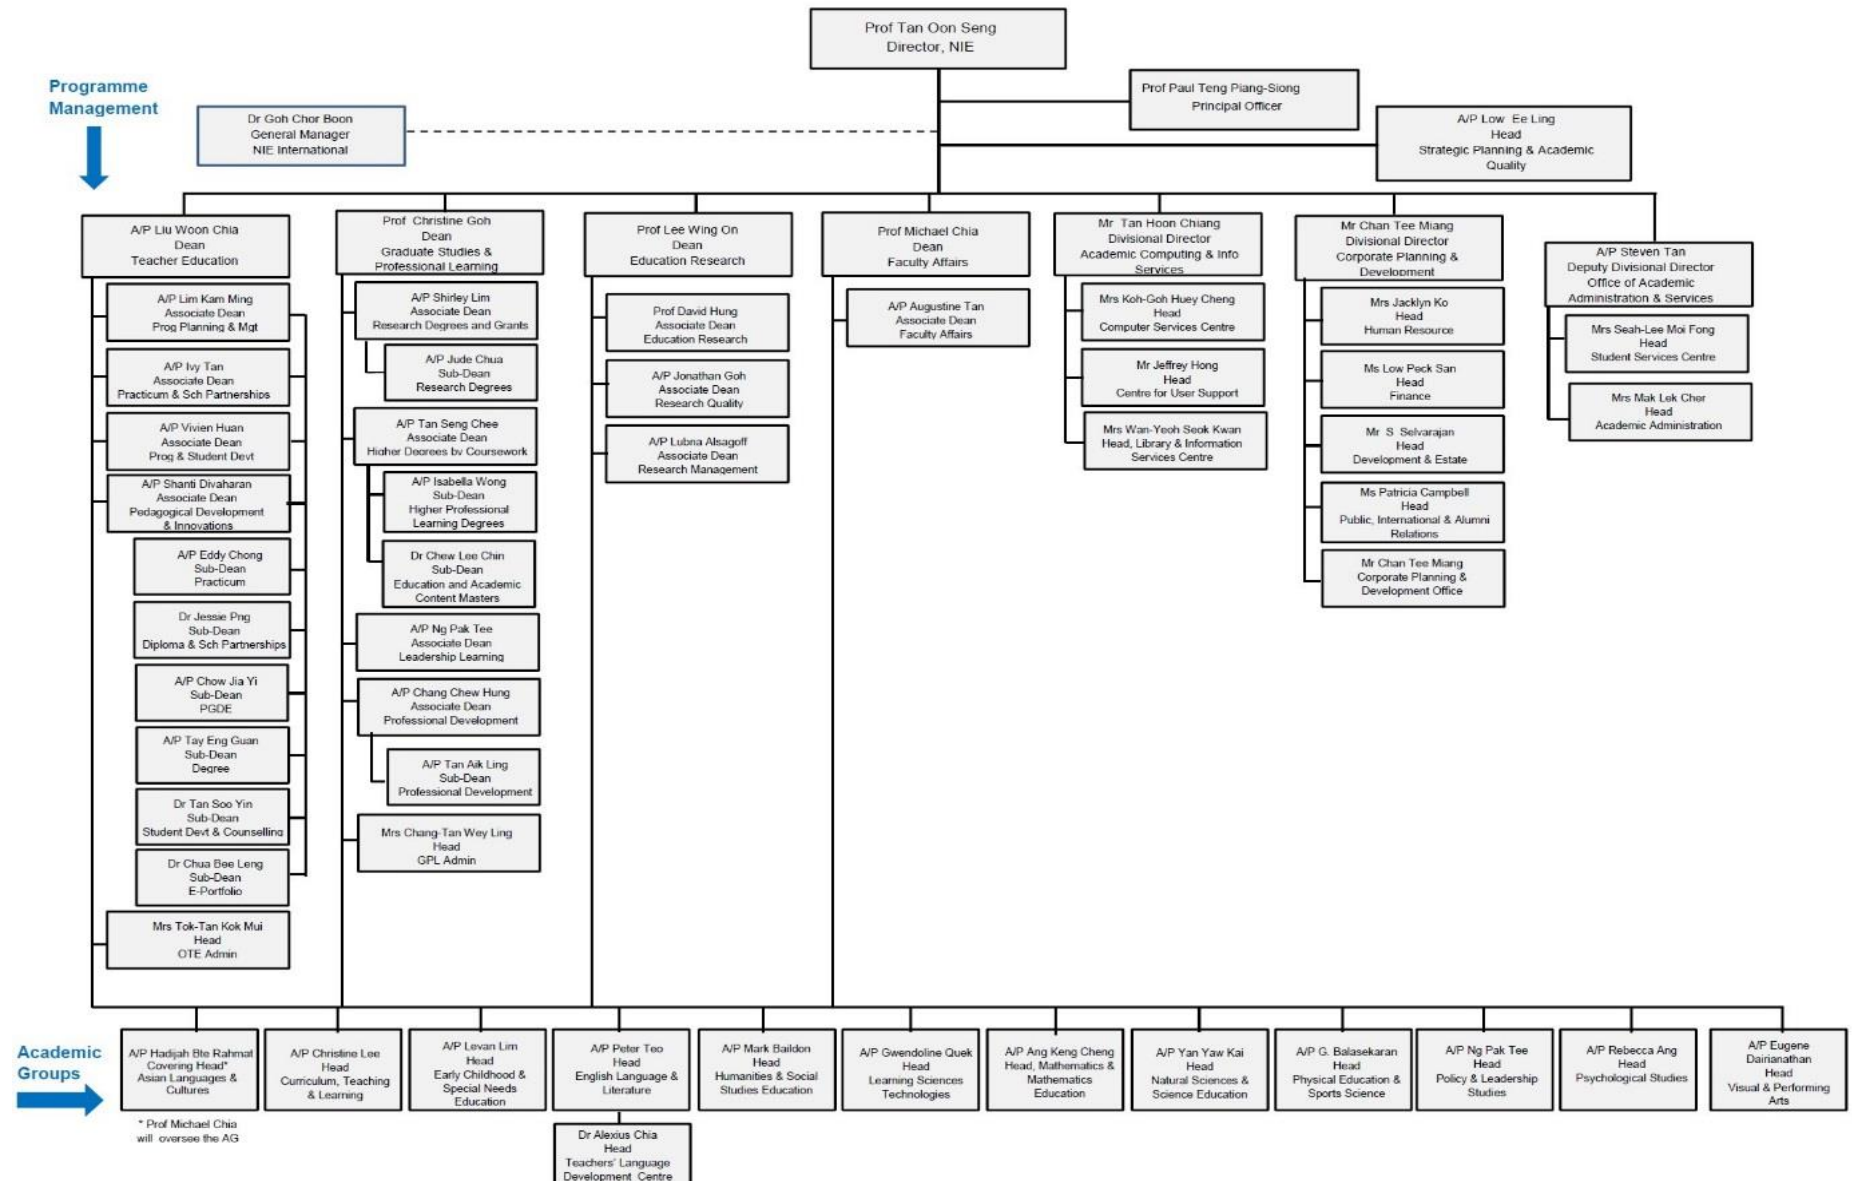 Prof Tan Oon Seng
Director, NIE
Programme
Management
Prof Paul Teng Piang-Siong
Principal Officer
Dr Goh Chor Boon
General Manager
NIE International
A/P Low Ee Ling
Head
Strategic Planning & Academic
Quality
A/P Liu Woon Chia
Dean
Teacher Education
A/P Lim Kam Ming
Associate Dean
Prog Planning & Mgt
A/P Ivy Tan
Associate Dean
Practicum & Sch Partnerships
A/P Vivien Huan
Associate Dean
Prog & Student Devt
A/P Shanti Divaharan
Associate Dean
Pedagogical Development
& Innovations
A/P Eddy Chong
Sub-Dean
Practicum
Dr Jessie Png
Sub-Dean
Diploma & Sch Partnerships
A/P Chow Jia Yi
Sub-Dean
PGDE
A/P Tay Eng Guan
Sub-Dean
Degree
Dr Tan Soo Yin
Sub-Dean
Student Devt & Counselling
Dr Chua Bee Leng
Sub-Dean
E-Portfolio
Mrs Tok-Tan Kok Mui
Head
OTE Admin
Prof Christine Goh
Dean
Graduate Studies &
Professional Learning
A/P Shirley Lim
Associate Dean
Research Degrees and Grants
A/P Jude Chua
Sub-Dean
Research Degrees
A/P Tan Seng Chee
Associate Dean
Higher Degrees by Coursework
A/P Isabella Wong
Sub-Dean
Higher Professional
Learning Degrees
Dr Chew Lee Chin
Sub-Dean
Education and Academic
Content Masters
A/P Ng Pak Tee
Associate Dean
Leadership Learning
A/P Chang Chew Hung
Associate Dean
Professional Development
A/P Tan Aik Ling
Sub-Dean
Professional Development
Mrs Chang-Tan Wey Ling
Head
GPL Admin
Prof Lee Wing On
Dean
Education Research
Prof David Hung
Associate Dean
Education Research
A/P Jonathan Goh
Associate Dean
Research Quality
A/P Lubna Alsagoff
Associate Dean
Research Management
Prof Michael Chia
Dean
Faculty Affairs
A/P Augustine Tan
Associate Dean
Faculty Affairs
Mr Tan Hoon Chiang
Divisional Director
Academic Computing & Info
Services
Mrs Koh-Goh Huey Cheng
Head
Computer Services Centre
Mr Jeffrey Hong
Head
Centre for User Support
Mrs Wan-Yeoh Seok Kwan
Head, Library & Information
Services Centre
Mr Chan Tee Miang
Divisional Director
Corporate Planning &
Development
Mrs Jacklyn Ko
Head
Human Resource
Ms Low Peck San
Head
Finance
Mr S Selvarajan
Head
Development & Estate
Ms Patricia Campbell
Head
Public, International & Alumni
Relations
Mr Chan Tee Miang
Corporate Planning &
Development Office
A/P Steven Tan
Deputy Divisional Director
Office of Academic
Administration & Services
Mrs Seah-Lee Moi Fong
Head
Student Services Centre
Mrs Mak Lek Cher
Head
Academic Administration
Academic
Groups
A/P Hadijah Bte Rahmat
Covering Head*
Asian Languages &
Cultures
* Prof Michael Chia
will oversee the AG
A/P Christine Lee
Head
Curriculum, Teaching
& Learning
A/P Levan Lim
Head
Early Childhood &
Special Needs
Education
A/P Peter Teo
Head
English Language &
Literature
Dr Alexius Chia
Head
Teachers' Language
Development Centre
A/P Mark Baildon
Head
Humanities & Social
Studies Education
A/P Gwendoline Quek
Head
Learning Sciences
Technologies
A/P Ang Keng Cheng
Head, Mathematics &
Mathematics
Education
A/P Yan Yaw Kai
Head
Natural Sciences &
Science Education
A/P G. Balasekaran
Head
Physical Education &
Sports Science
A/P Ng Pak Tee
Head
Policy & Leadership
Studies
A/P Rebecca Ang
Head
Psychological Studies
A/P Eugene
Dairianathan
Head
Visual & Performing
Arts